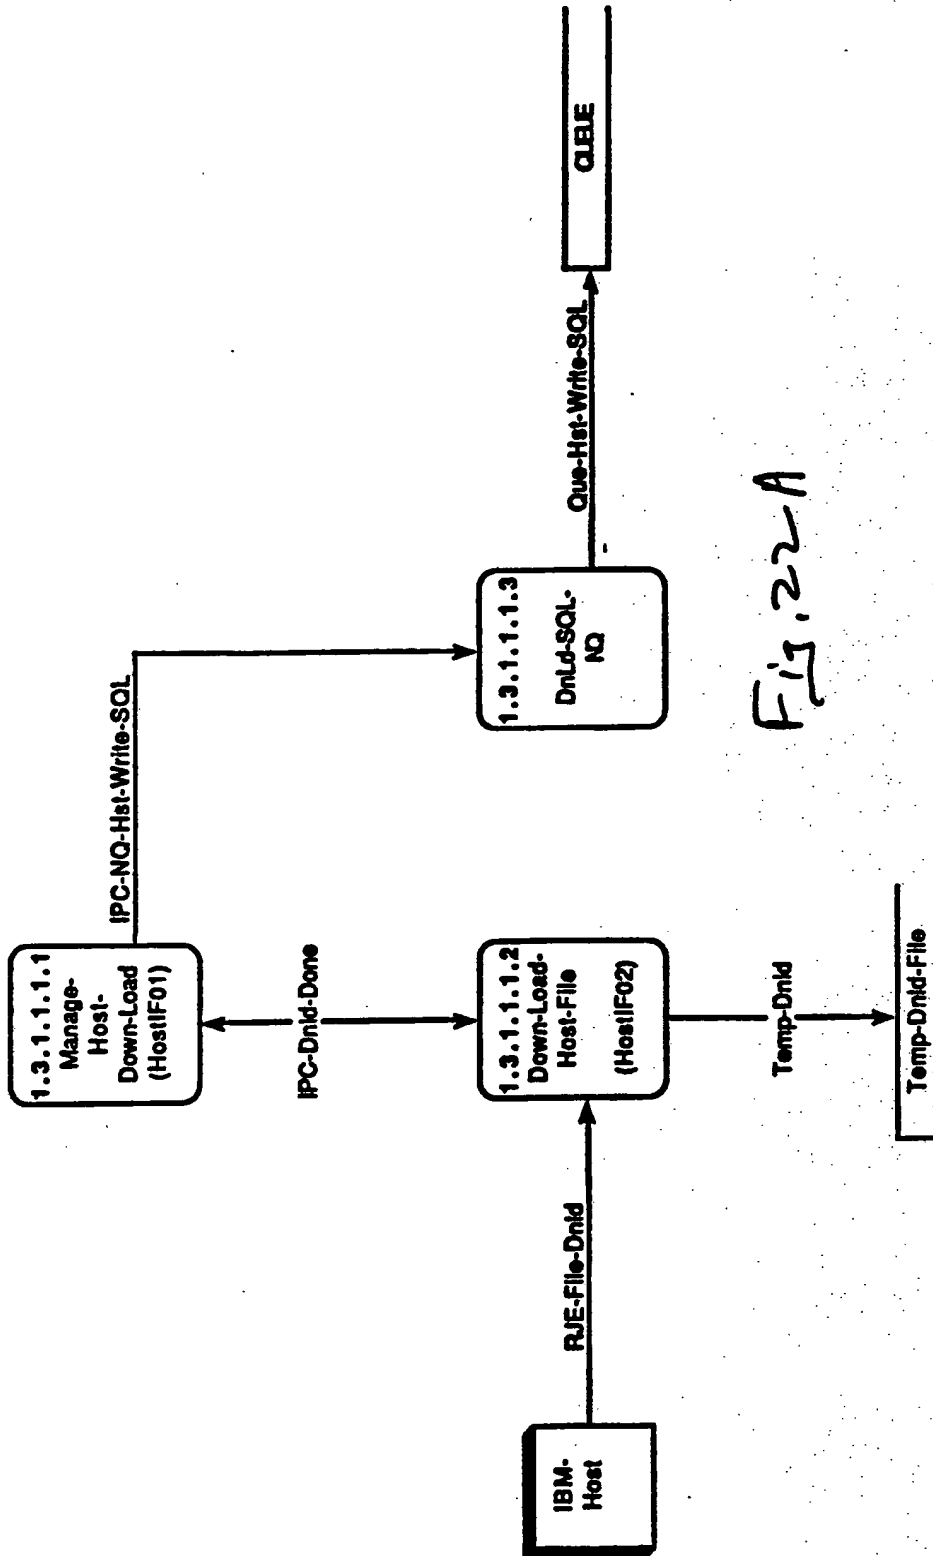 1.3.1.1.1.1
Manage-
Host-
Down-Load
(HostIF01)
IPC-NQ-Hst-Write-SQL
IPC-Dnld-Done
IBM-
Host
RJE-File-Dnld
1.3.1.1.1.2
Down-Load-
Host-File
(HostIF02)
1.3.1.1.1.3
DnLd-SQL-
NQ
Que-Hst-Write-SQL
QUEUE
Temp-Dnld
Temp-Dnld-File
Fig. 22-A